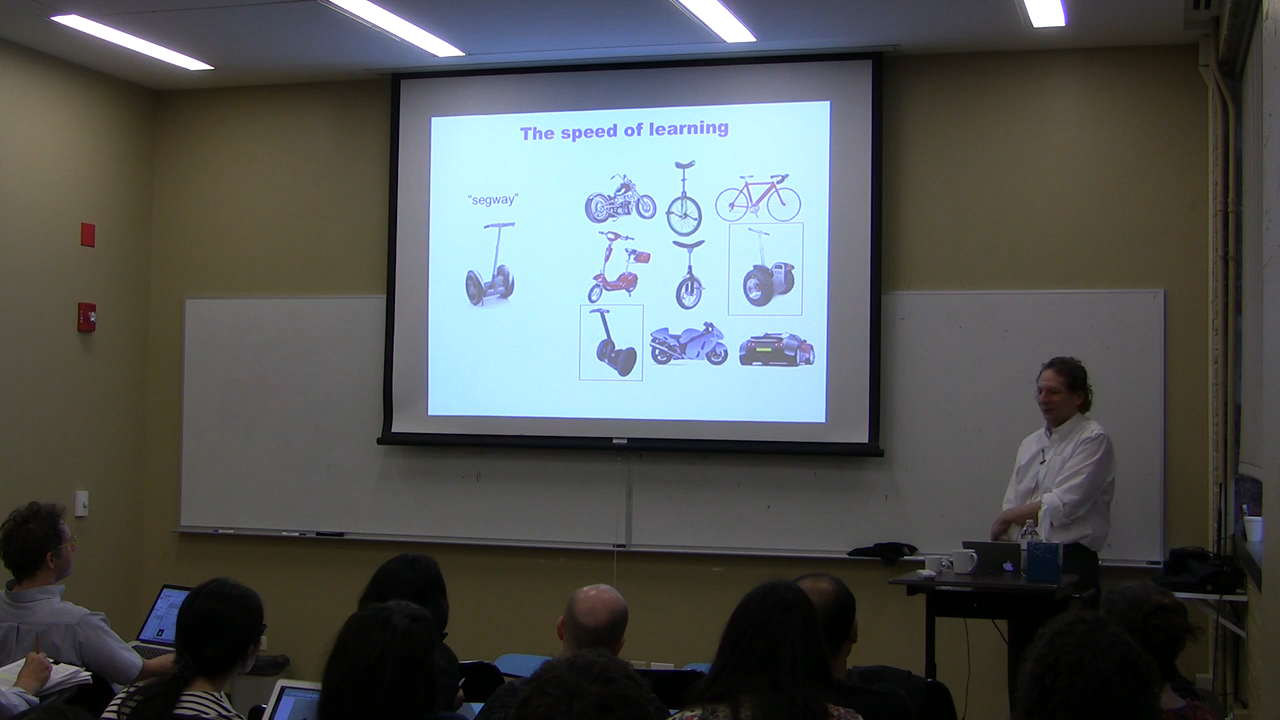 The speed of learning
"segway"